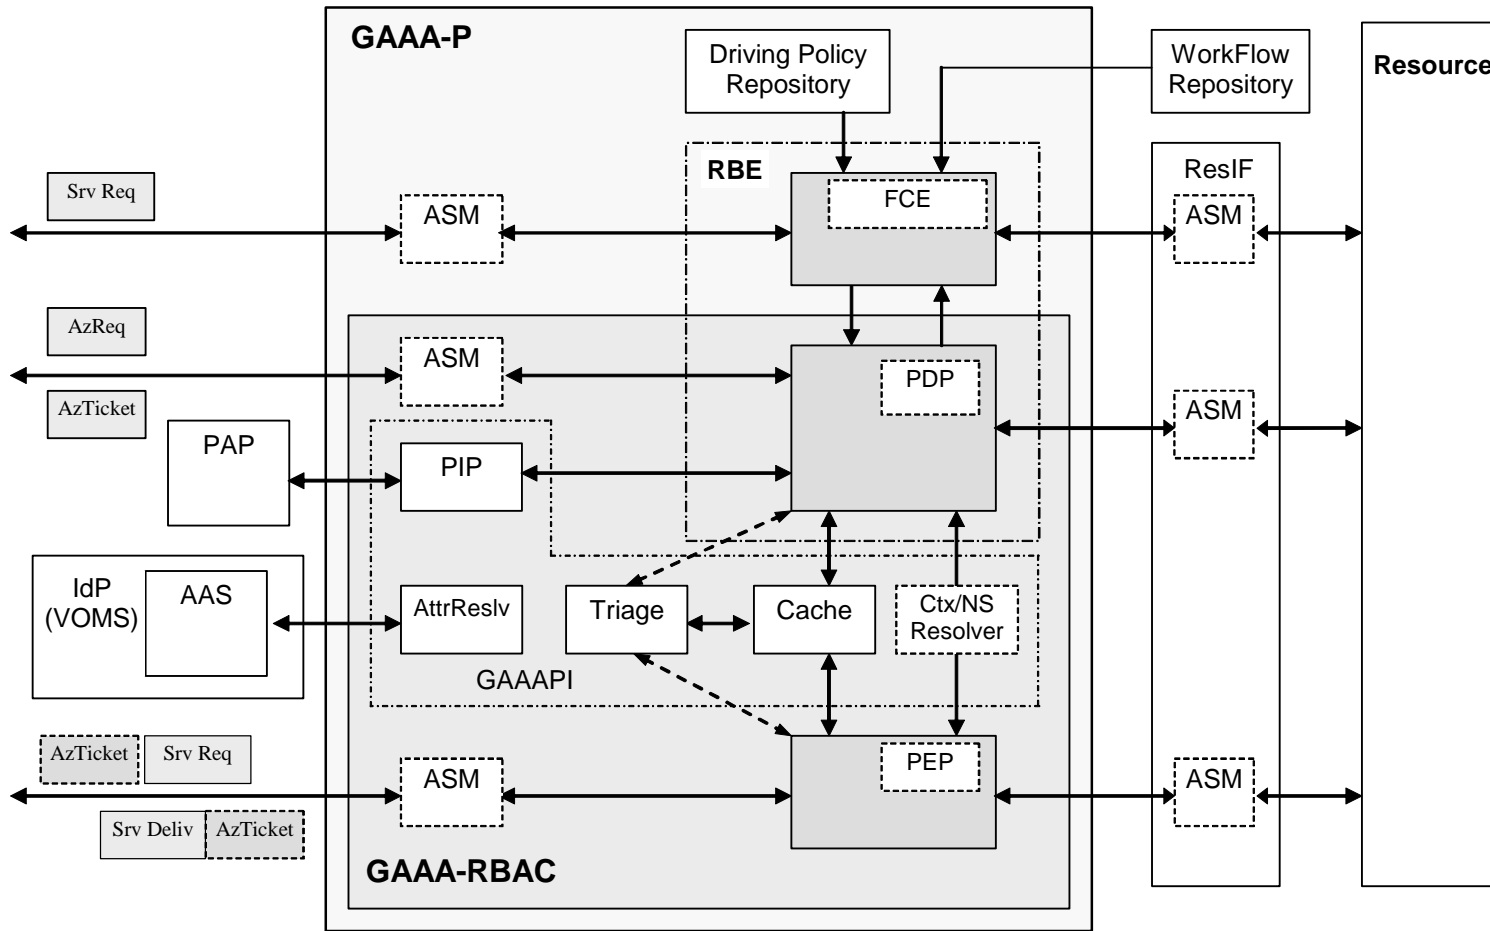 GAAA-P
Driving Policy
Repository
WorkFlow
Repository
Resource
RBE
FCE
ResIF
Srv Req
ASM
ASM
AzReq
ASM
PDP
ASM
AzTicket
PAP
PIP
IdP
(VOMS)
AAS
AttrReslv
Triage
Cache
Ctx/NS
Resolver
GAAAPI
AzTicket
Srv Req
ASM
PEP
ASM
Srv Deliv
AzTicket
GAAA-RBAC